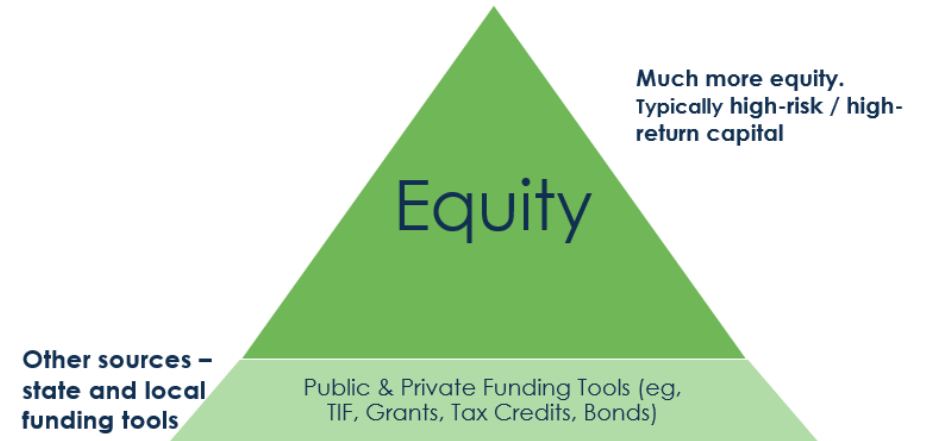 Much more equity.
Typically high-risk / high-
return capital
Equity
Other sources –
state and local
funding tools
Public & Private Funding Tools (eg,
TIF, Grants, Tax Credits, Bonds)